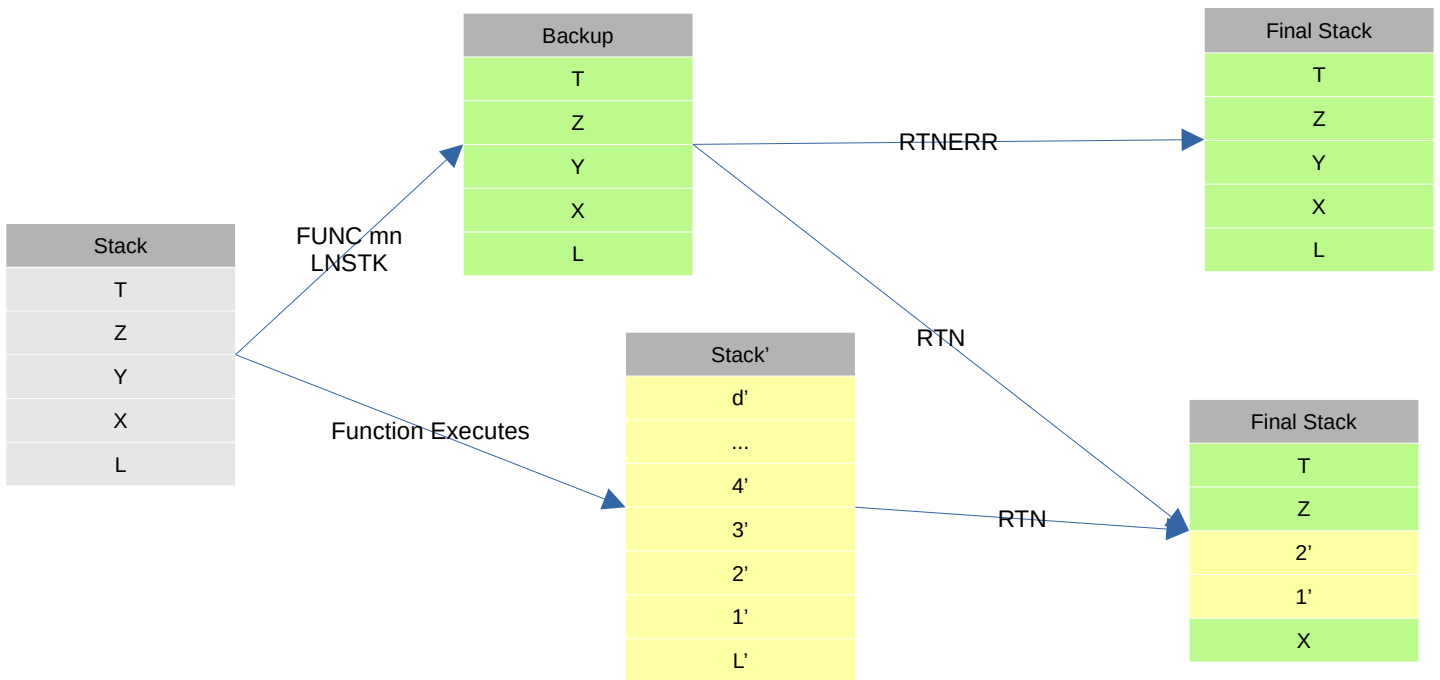 Stack
T
Z
Y
X
L
FUNC mn
LNSTK
Function Executes
Backup
T
Z
Y
X
L
Stack’
d’
...
4’
3’
2’
1’
L’
RTNERR
RTN
RTN
Final Stack
T
Z
Y
X
L
Final Stack
T
Z
2’
1’
X